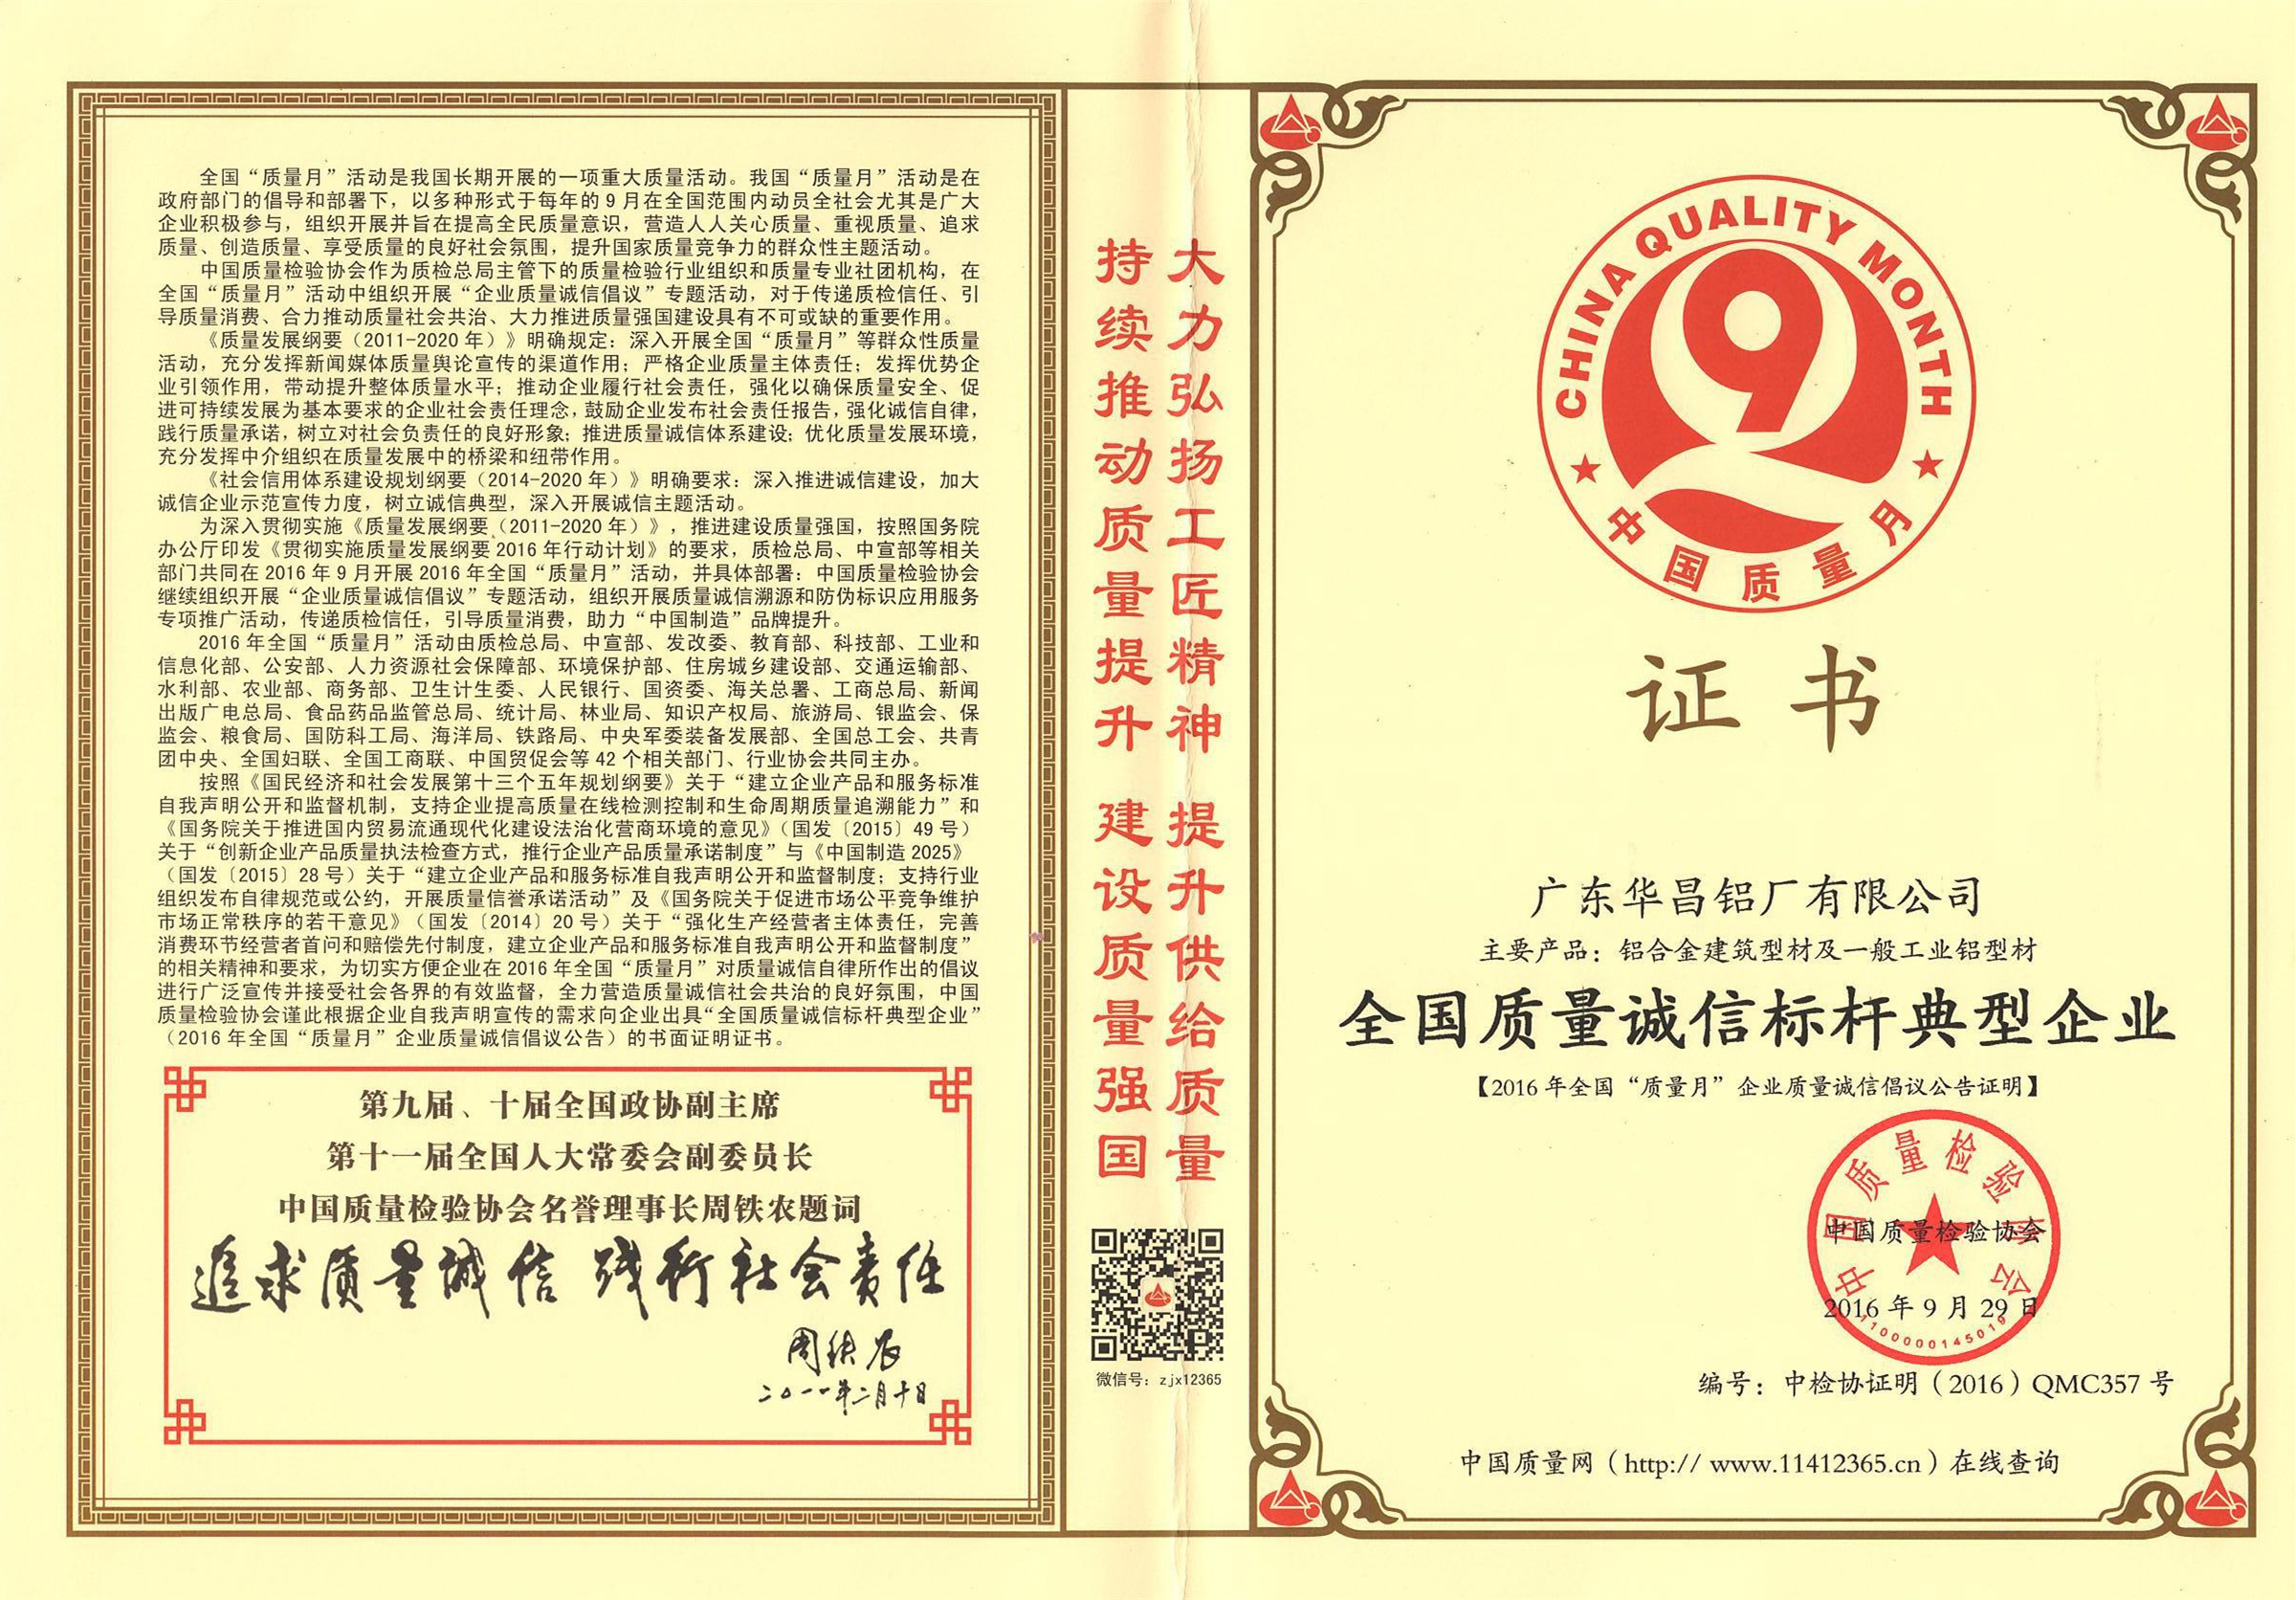 全国“质量月”活动是我国长期开展的一项重大质量活动。我国“质量月”活动是在
政府部门的倡导和部署下，以多种形式于每年的9月在全国范围内动员全社会尤其是广大
企业积极参与，组织开展并旨在提高全民质量意识，营造人人关心质量、重视质量、追求
质量、创造质量、享受质量的良好社会氛围，提升国家质量竞争力的群众性主题活动。
中国质量检验协会作为质检总局主管下的质量检验行业组织和质量专业社团机构，在
全国“质量月”活动中组织开展“企业质量诚信倡议”专题活动，对于传递质检信任、引
导质量消费、合力推动质量社会共治、大力推进质量强国建设具有不可或缺的重要作用。
《质量发展纲要（2011-2020年）》明确规定：深入开展全国“质量月”等群众性质量
活动，充分发挥新闻媒体质量舆论宣传的渠道作用；严格企业质量主体责任；发挥优势企
业引领作用，带动提升整体质量水平；推动企业履行社会责任，强化以确保质量安全、促
进可持续发展为基本要求的企业社会责任理念，鼓励企业发布社会责任报告，强化诚信自律，
践行质量承诺，树立对社会负责任的良好形象；推进质量诚信体系建设；优化质量发展环境，
充分发挥中介组织在质量发展中的桥梁和纽带作用。
《社会信用体系建设规划纲要（2014-2020年）》明确要求：深入推进诚信建设，加大
诚信企业示范宣传力度，树立诚信典型，深入开展诚信主题活动。
为深入贯彻实施《质量发展纲要（2011-2020年）》，推进建设质量强国，按照国务院
办公厅印发《贯彻实施质量发展纲要2016年行动计划》的要求，质检总局、中宣部等相关
部门共同在2016年9月开展2016年全国“质量月”活动，并具体部署：中国质量检验协会
继续组织开展“企业质量诚信倡议”专题活动，组织开展质量诚信溯源和防伪标识应用服务
专项推广活动，传递质检信任，引导质量消费，助力“中国制造”品牌提升。
2016年全国“质量月”活动由质检总局、中宣部、发改委、教育部、科技部、工业和
信息化部、公安部、人力资源社会保障部、环境保护部、住房城乡建设部、交通运输部、
水利部、农业部、商务部、卫生计生委、人民银行、国资委、海关总署、工商总局、新闻
出版广电总局、食品药品监管总局、统计局、林业局、知识产权局、旅游局、银监会、保
监会、粮食局、国防科工局、海洋局、铁路局、中央军委装备发展部、全国总工会、共青
团中央、全国妇联、全国工商联、中国贸促会等42个相关部门、行业协会共同主办。
按照《国民经济和社会发展第十三个五年规划纲要》关于“建立企业产品和服务标准
自我声明公开和监督机制，支持企业提高质量在线检测控制和生命周期质量追溯能力”和
《国务院关于推进国内贸易流通现代化建设法治化营商环境的意见》（国发〔2015〕49号）
关于“创新企业产品质量执法检查方式，推行企业产品质量承诺制度”与《中国制造2025》
（国发〔2015〕28号）关于“建立企业产品和服务标准自我声明公开和监督制度；支持行业
组织发布自律规范或公约，开展质量信誉承诺活动”及《国务院关于促进市场公平竞争维护
市场正常秩序的若干意见》（国发〔2014〕20号）关于“强化生产经营者主体责任，完善
消费环节经营者首问和赔偿先付制度，建立企业产品和服务标准自我声明公开和监督制度”
的相关精神和要求，为切实方便企业在2016年全国“质量月”对质量诚信自律所作出的倡议
进行广泛宣传并接受社会各界的有效监督，全力营造质量诚信社会共治的良好氛围，中国
质量检验协会谨此根据企业自我声明宣传的需求向企业出具“全国质量诚信标杆典型企业”
（2016年全国“质量月”企业质量诚信倡议公告）的书面证明证书。
第九届、十届全国政协副主席
第十一届全国人大常委会副委员长
中国质量检验协会名誉理事长周铁农题词
追求质量诚信 践行社会责任
周铁农
二〇一一年二月十日
大力弘扬工匠精神 提升供给质量
持续推动质量提升 建设质量强国
微信号：zjx12365
CHINA QUALITY MONTH
9
中国质量月
证书
广东华昌铝厂有限公司
主要产品：铝合金建筑型材及一般工业铝型材
全国质量诚信标杆典型企业
【2016年全国“质量月”企业质量诚信倡议公告证明】
中国质量检验协会
中国质量检验协会
2016年9月29日
1100000145019
编号：中检协证明（2016）QMC357号
中国质量网（http:// www.11412365.cn）在线查询